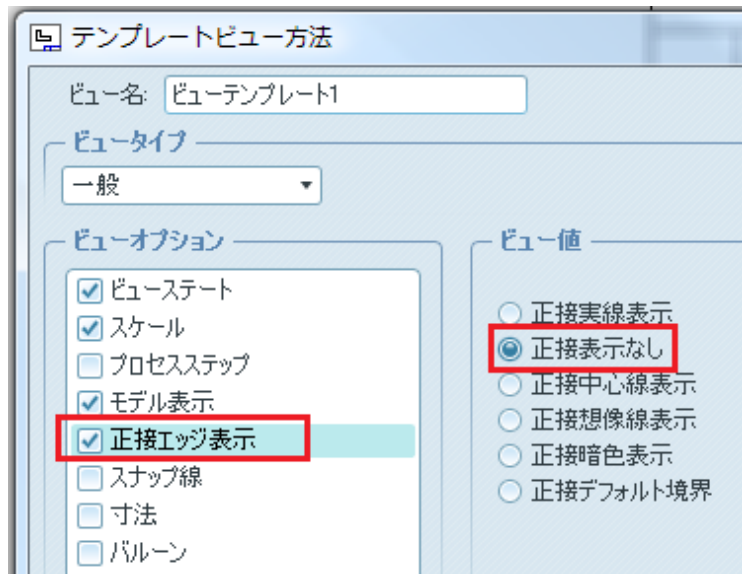 テンプレートビュー方法
ビュー名: ビューテンプレート1
ビュータイプ
一般
ビューオプション
ビューステート
スケール
プロセスステップ
モデル表示
正接エッジ表示
スナップ線
寸法
バルーン
ビュー値
正接実線表示
正接表示なし
正接中心線表示
正接想像線表示
正接暗色表示
正接デフォルト境界